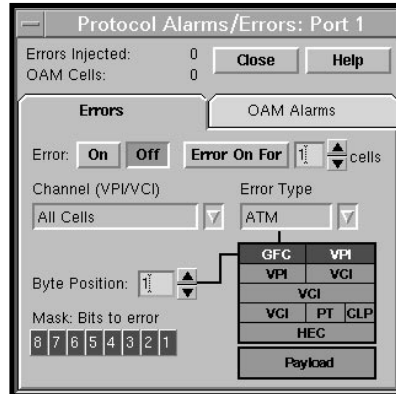 Protocol Alarms/Errors: Port 1
Errors Injected: 0
OAM Cells: 0
Close Help
Errors OAM Alarms
Error: On Off Error On For 1 cells
Channel (VPI/VCI) Error Type
All Cells ATM
GFC VPI
VPI VCI
Byte Position: 1
VCI
Mask: Bits to error
VCI PT CLP
HEC
8 7 6 5 4 3 2 1
Payload